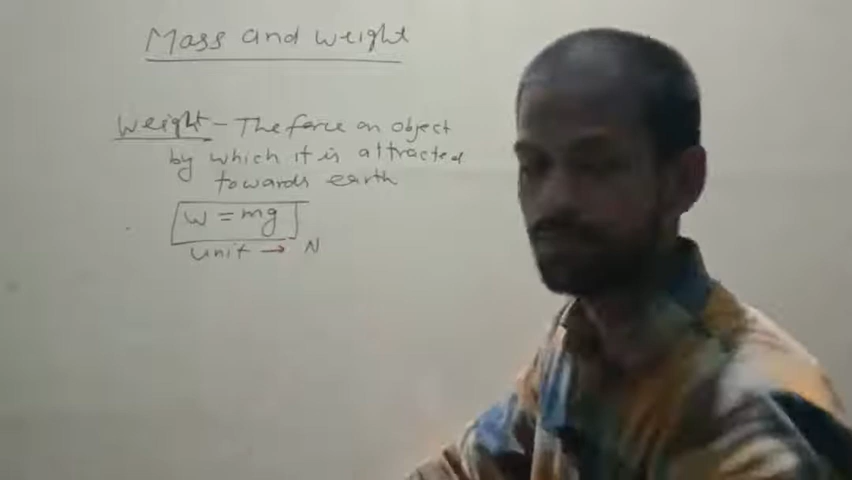 Mass and weight
Weight - The force on object
by which it is attracted
towards earth
W = mg
Unit → N